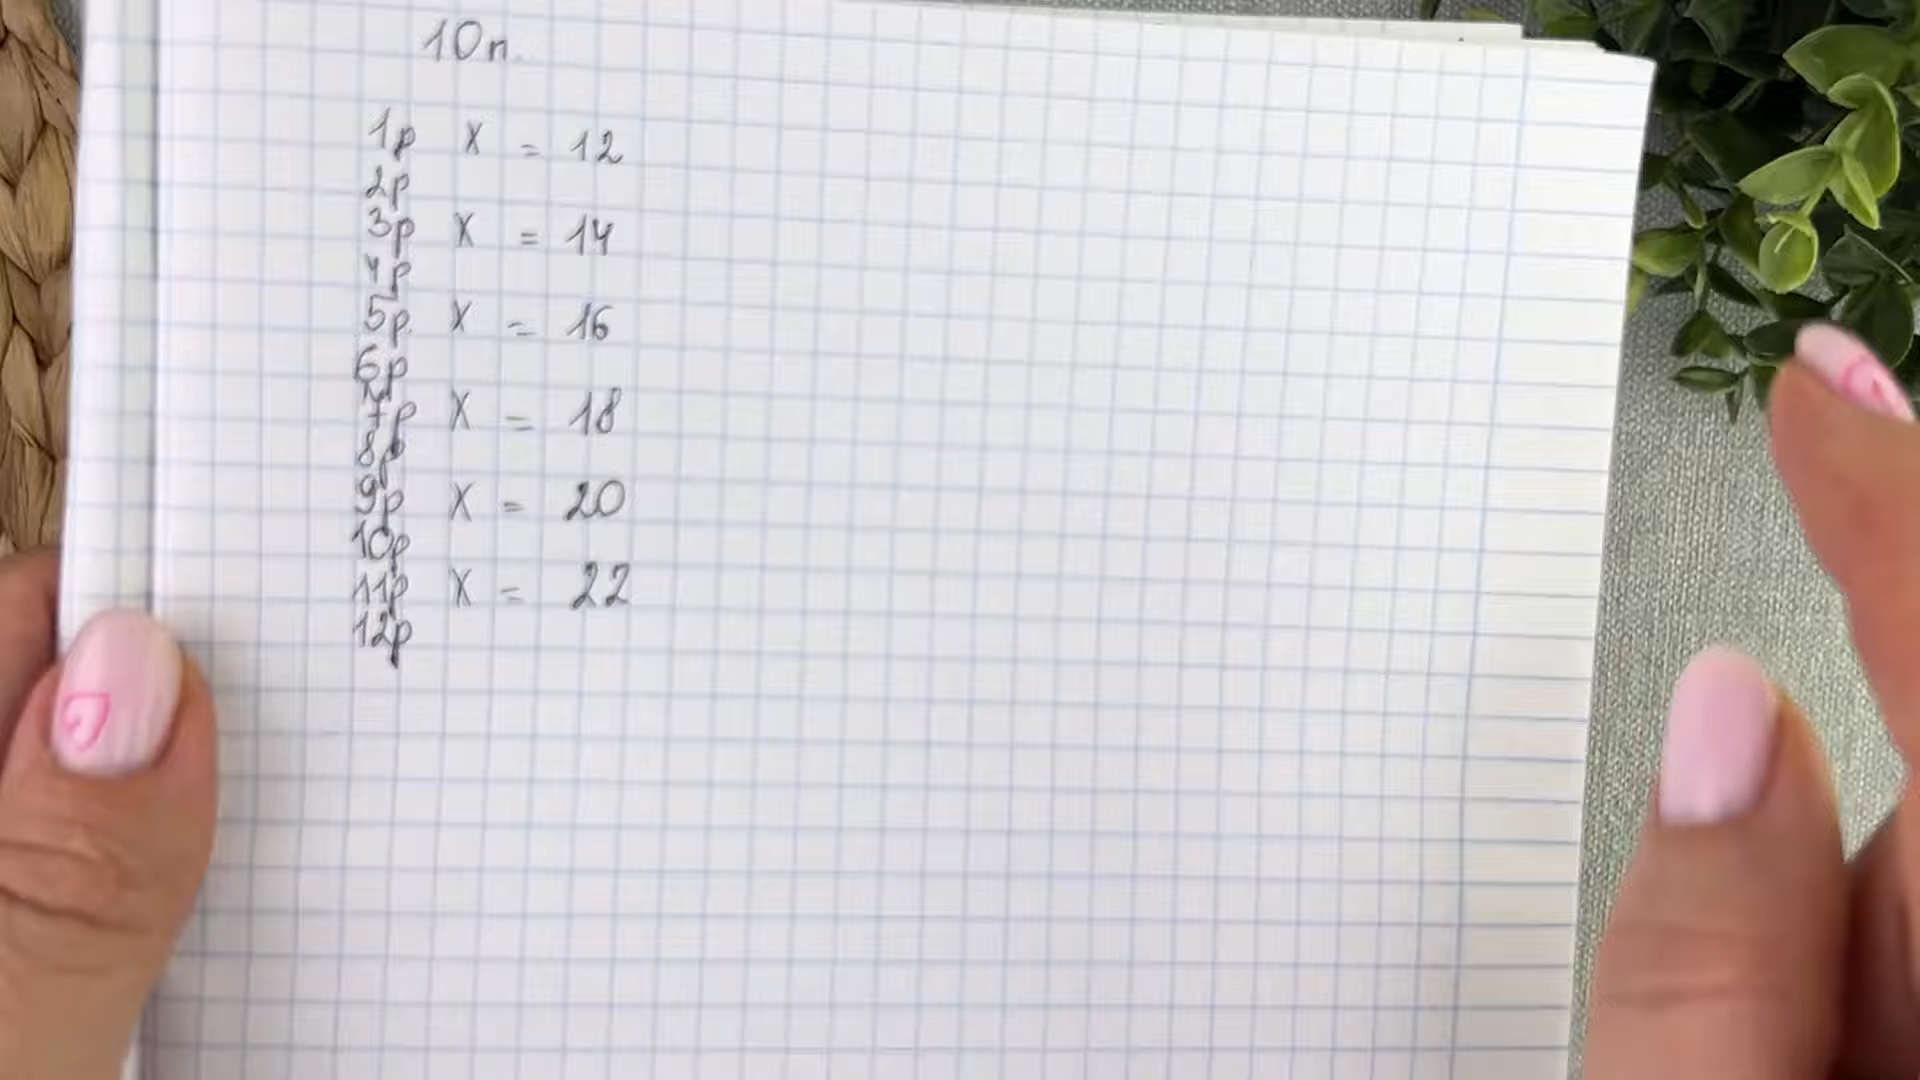 10п.
1р X = 12
2р
3р X = 14
4р
5р. X = 16
6р
7р X = 18
8р
9р X = 20
10р
11р X = 22
12р